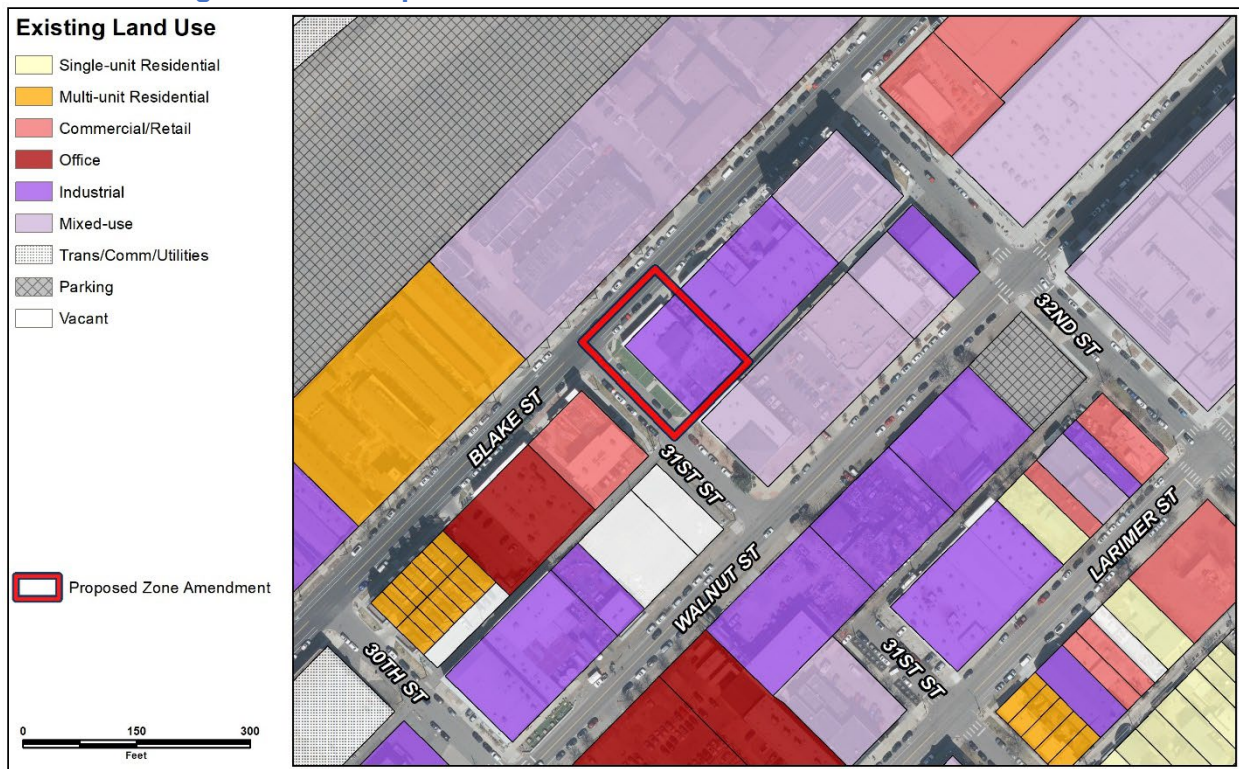 Existing Land Use
Single-unit Residential
Multi-unit Residential
Commercial/Retail
Office
Industrial
Mixed-use
Trans/Comm/Utilities
Parking
Vacant
Proposed Zone Amendment
0 150 300
Feet
BLAKE ST
31ST ST
32ND ST
WALNUT ST
LARIMER ST
30TH ST
31ST ST